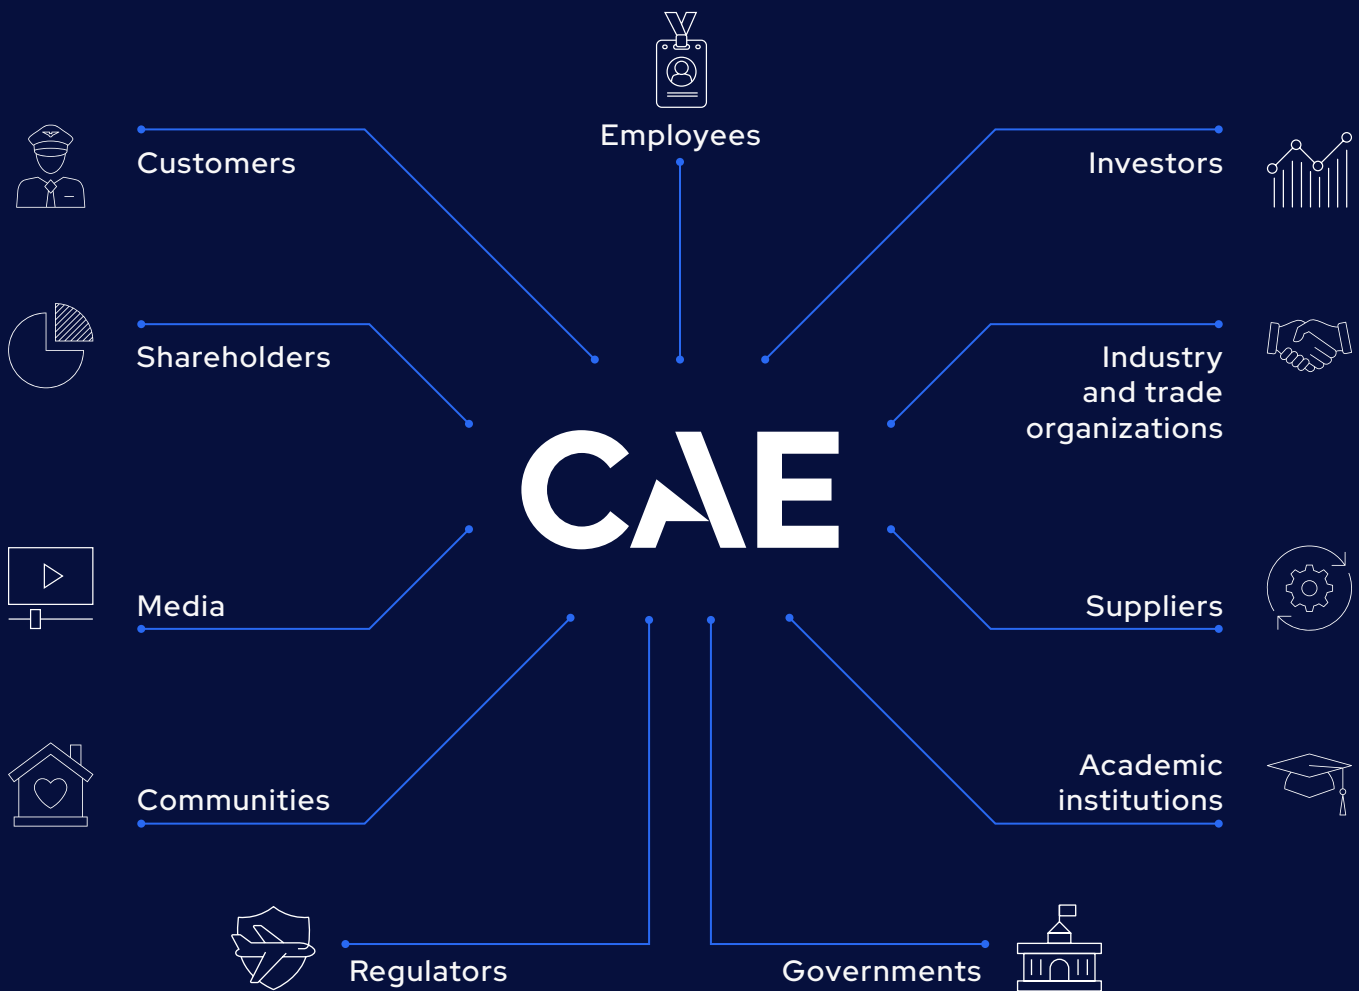 Employees
Customers
Investors
Shareholders
Industry
and trade
organizations
CAE
Media
Suppliers
Communities
Academic
institutions
Regulators
Governments